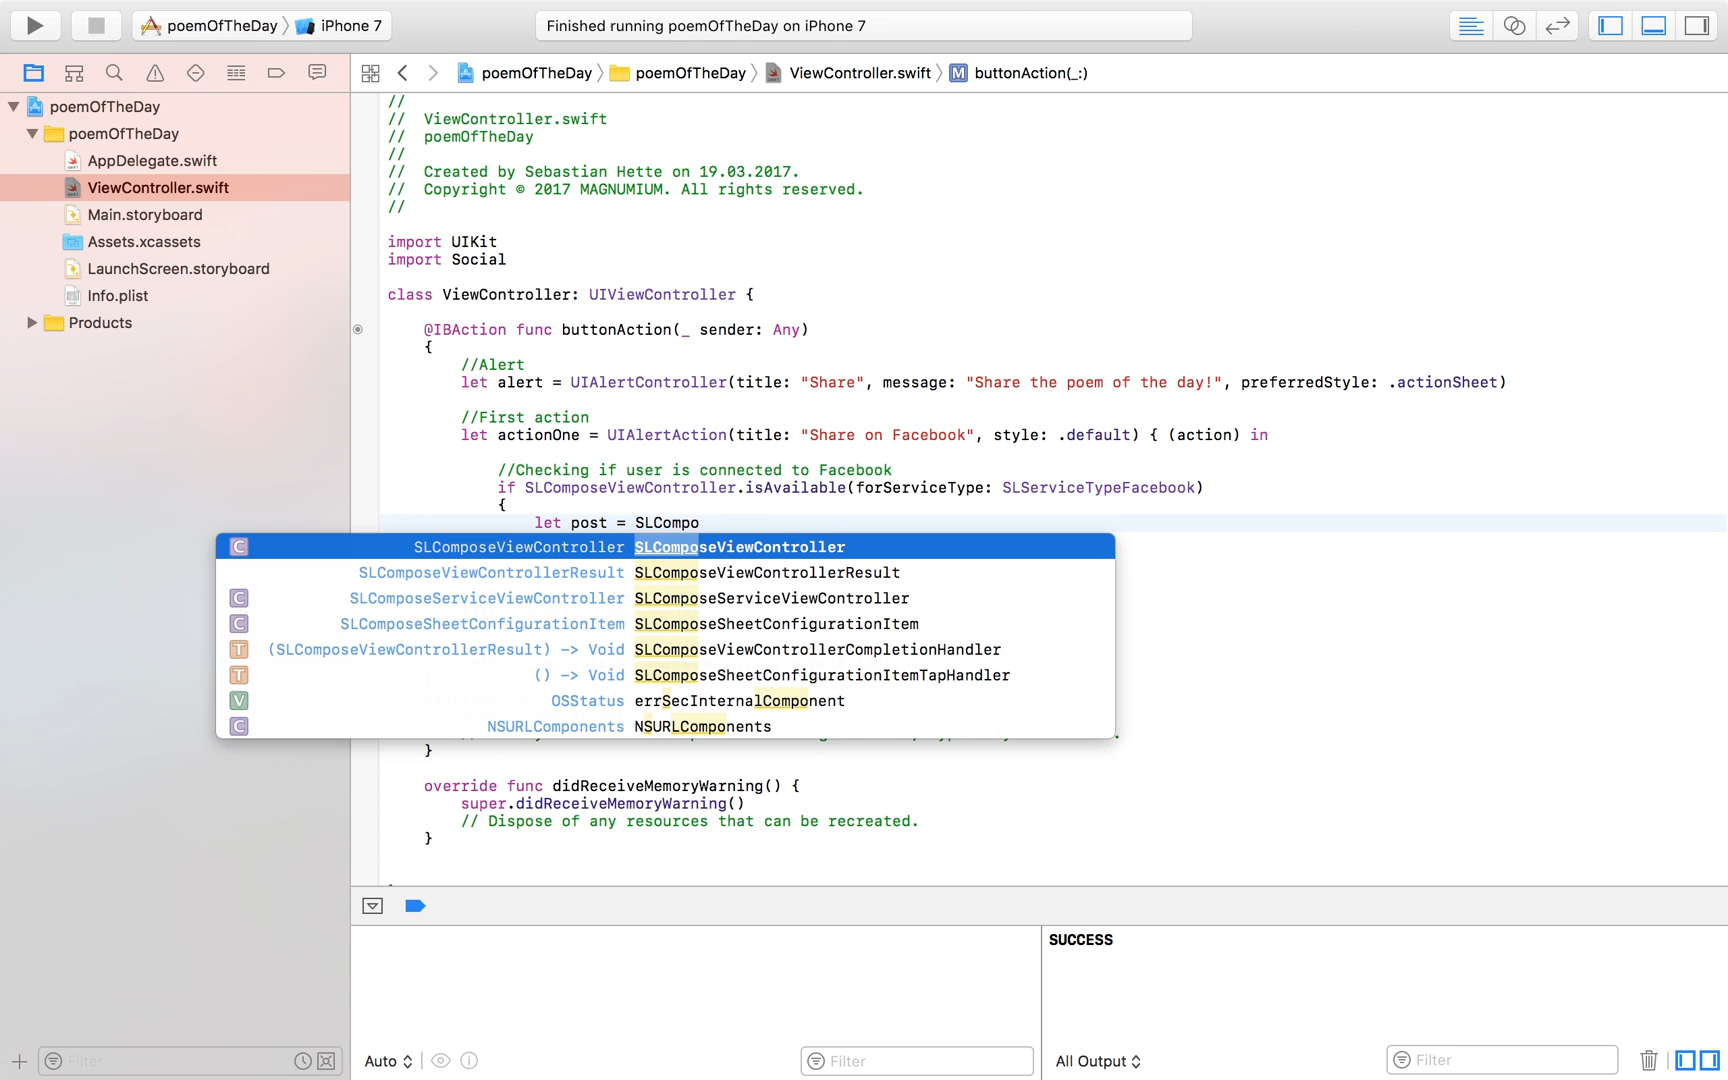 poemOfTheDay
iPhone 7
Finished running poemOfTheDay on iPhone 7
poemOfTheDay
poemOfTheDay
ViewController.swift
M
buttonAction(_:)
poemOfTheDay
poemOfTheDay
AppDelegate.swift
ViewController.swift
Main.storyboard
Assets.xcassets
LaunchScreen.storyboard
Info.plist
Products
Filter
//
// ViewController.swift
// poemOfTheDay
//
// Created by Sebastian Hette on 19.03.2017.
// Copyright © 2017 MAGNUMIUM. All rights reserved.
//
import UIKit
import Social
class ViewController: UIViewController {
@IBAction func buttonAction(_ sender: Any)
{
//Alert
let alert = UIAlertController(title: "Share", message: "Share the poem of the day!", preferredStyle: .actionSheet)
//First action
let actionOne = UIAlertAction(title: "Share on Facebook", style: .default) { (action) in
//Checking if user is connected to Facebook
if SLComposeViewController.isAvailable(forServiceType: SLServiceTypeFacebook)
{
let post = SLCompo
C SLComposeViewController SLComposeViewController
SLComposeViewControllerResult SLComposeViewControllerResult
C SLComposeServiceViewController SLComposeServiceViewController
C SLComposeSheetConfigurationItem SLComposeSheetConfigurationItem
T (SLComposeViewControllerResult) -> Void SLComposeViewControllerCompletionHandler
T () -> Void SLComposeSheetConfigurationItemTapHandler
V OSStatus errSecInternalComponent
C NSURLComponents NSURLComponents
}
override func didReceiveMemoryWarning() {
super.didReceiveMemoryWarning()
// Dispose of any resources that can be recreated.
}
SUCCESS
Auto
Filter
All Output
Filter